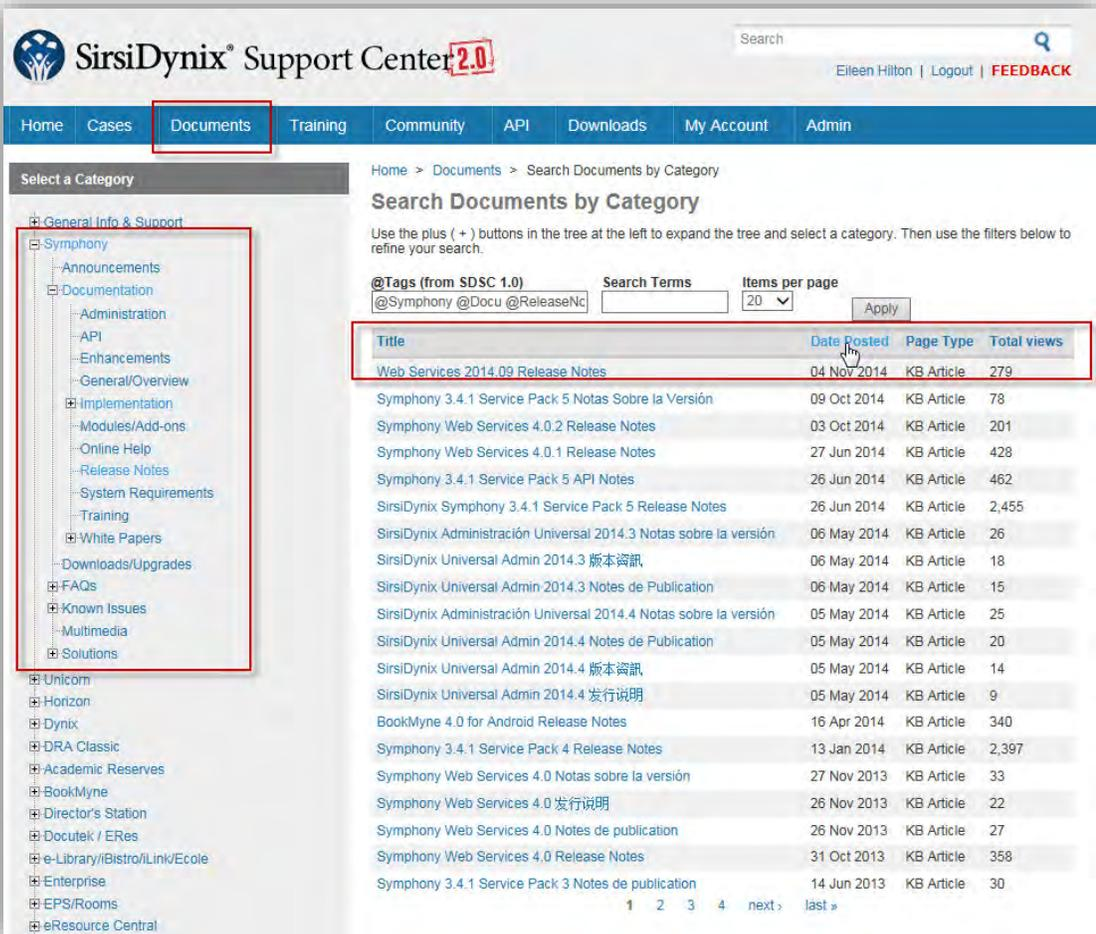 SirsiDynix® Support Center 2.0
Search
Eileen Hilton | Logout | FEEDBACK
Home Cases Documents Training Community API Downloads My Account Admin
Select a Category
General Info & Support
Symphony
Announcements
Documentation
Administration
API
Enhancements
General/Overview
Implementation
Modules/Add-ons
Online Help
Release Notes
System Requirements
Training
White Papers
Downloads/Upgrades
FAQs
Known Issues
Multimedia
Solutions
Unicorn
Horizon
Dynix
DRA Classic
Academic Reserves
BookMyne
Director's Station
Docutek / ERes
e-Library/iBistro/iLink/Ecole
Enterprise
EPS/Rooms
eResource Central
Home > Documents > Search Documents by Category
Search Documents by Category
Use the plus ( + ) buttons in the tree at the left to expand the tree and select a category. Then use the filters below to
refine your search.
@Tags (from SDSC 1.0) Search Terms Items per page
@Symphony @Docu @ReleaseNo 20 Apply
Title Date Posted Page Type Total views
Web Services 2014.09 Release Notes 04 Nov 2014 KB Article 279
Symphony 3.4.1 Service Pack 5 Notas Sobre la Versión 09 Oct 2014 KB Article 78
Symphony Web Services 4.0.2 Release Notes 03 Oct 2014 KB Article 201
Symphony Web Services 4.0.1 Release Notes 27 Jun 2014 KB Article 428
Symphony 3.4.1 Service Pack 5 API Notes 26 Jun 2014 KB Article 462
SirsiDynix Symphony 3.4.1 Service Pack 5 Release Notes 26 Jun 2014 KB Article 2,455
SirsiDynix Administración Universal 2014.3 Notas sobre la versión 06 May 2014 KB Article 26
SirsiDynix Universal Admin 2014.3 版本資訊 06 May 2014 KB Article 18
SirsiDynix Universal Admin 2014.3 Notes de Publication 06 May 2014 KB Article 15
SirsiDynix Administración Universal 2014.4 Notas sobre la versión 05 May 2014 KB Article 25
SirsiDynix Universal Admin 2014.4 Notes de Publication 05 May 2014 KB Article 20
SirsiDynix Universal Admin 2014.4 版本資訊 05 May 2014 KB Article 14
SirsiDynix Universal Admin 2014.4 发行说明 05 May 2014 KB Article 9
BookMyne 4.0 for Android Release Notes 16 Apr 2014 KB Article 340
Symphony 3.4.1 Service Pack 4 Release Notes 13 Jan 2014 KB Article 2,397
Symphony Web Services 4.0 Notas sobre la versión 27 Nov 2013 KB Article 33
Symphony Web Services 4.0 发行说明 26 Nov 2013 KB Article 22
Symphony Web Services 4.0 Notes de publication 26 Nov 2013 KB Article 27
Symphony Web Services 4.0 Release Notes 31 Oct 2013 KB Article 358
Symphony 3.4.1 Service Pack 3 Notes de publication 14 Jun 2013 KB Article 30
1 2 3 4 next › last »